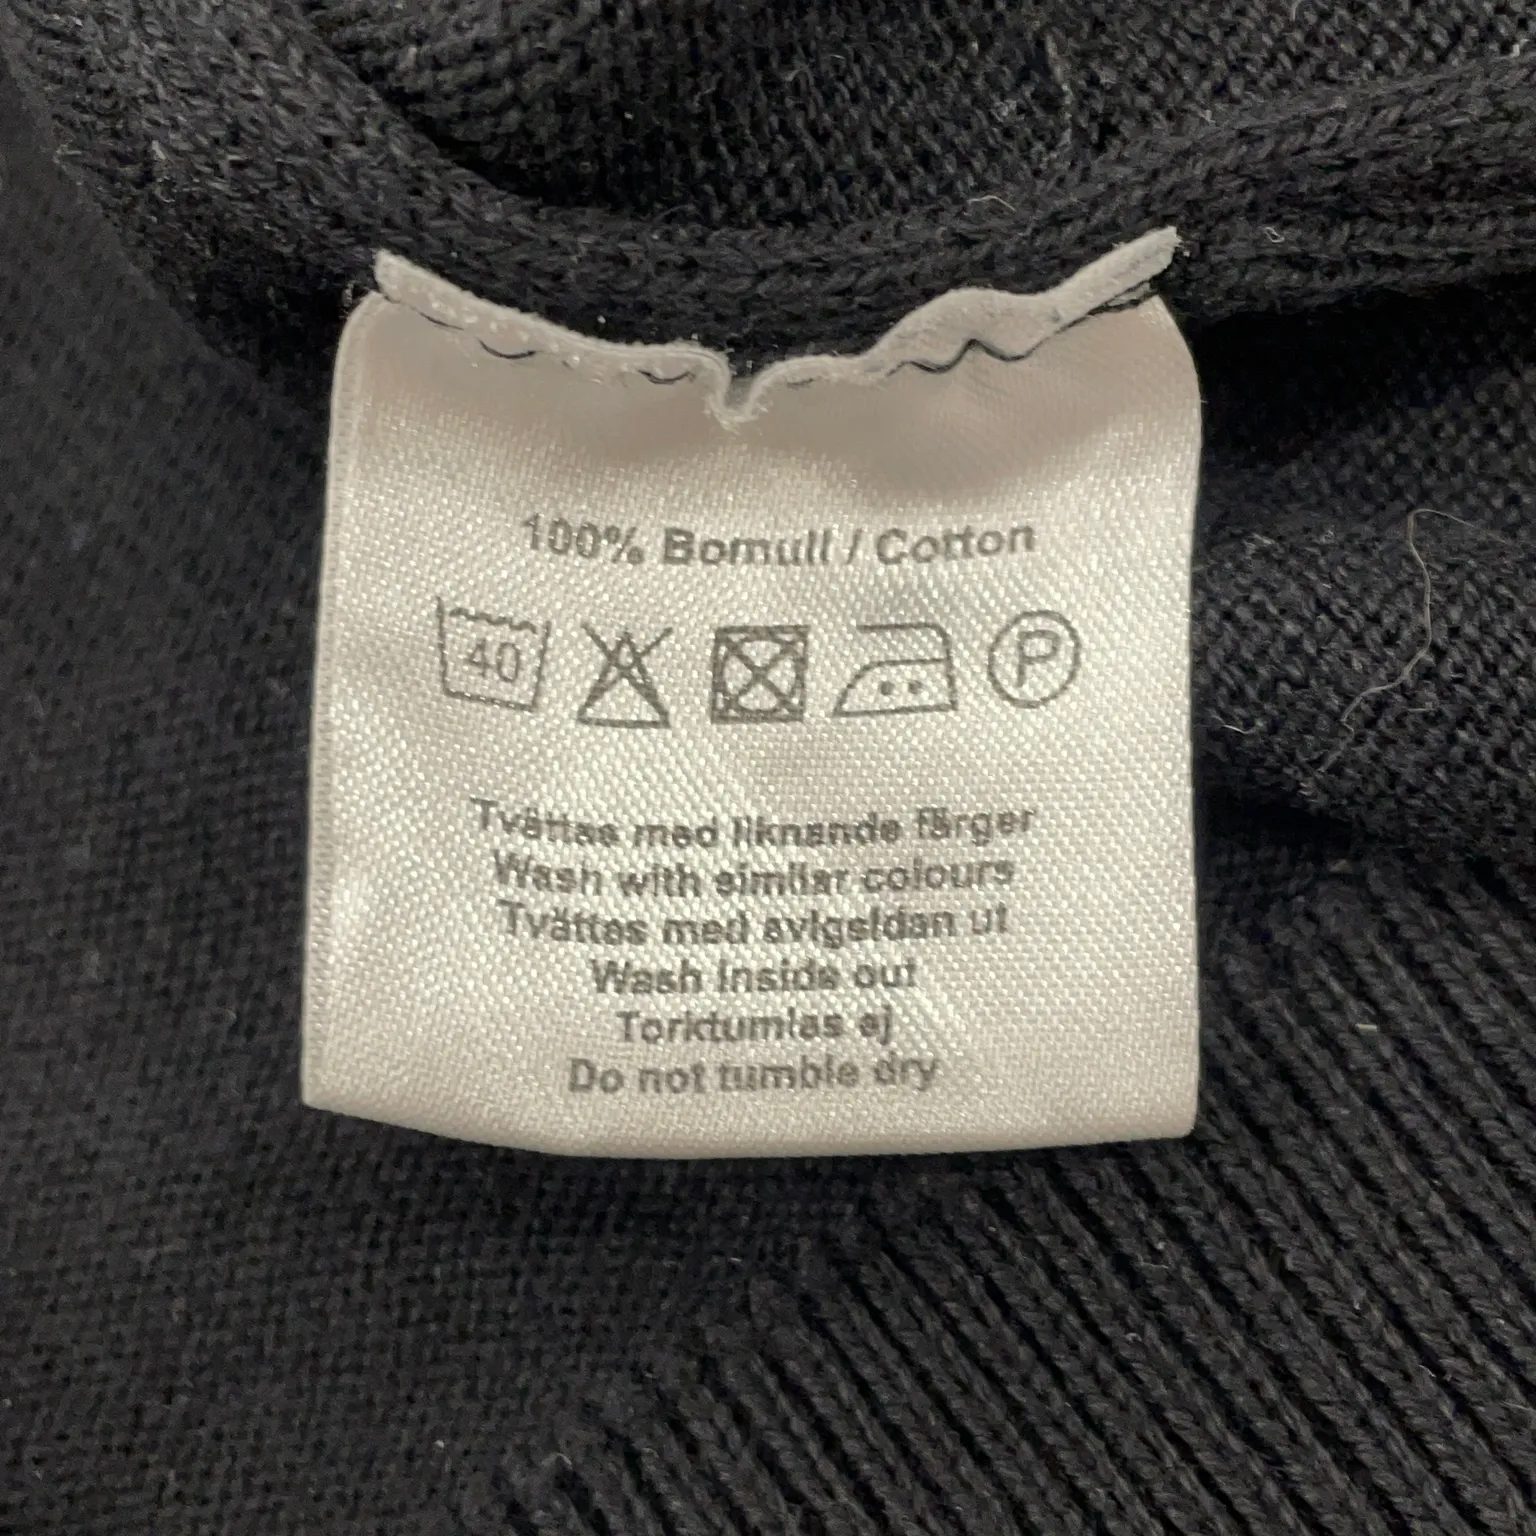 100% Bomull / Cotton
40
P
Tvättas med liknande färger
Wash with similar colours
Tvättas med avigsidan ut
Wash inside out
Torktumlas ej
Do not tumble dry